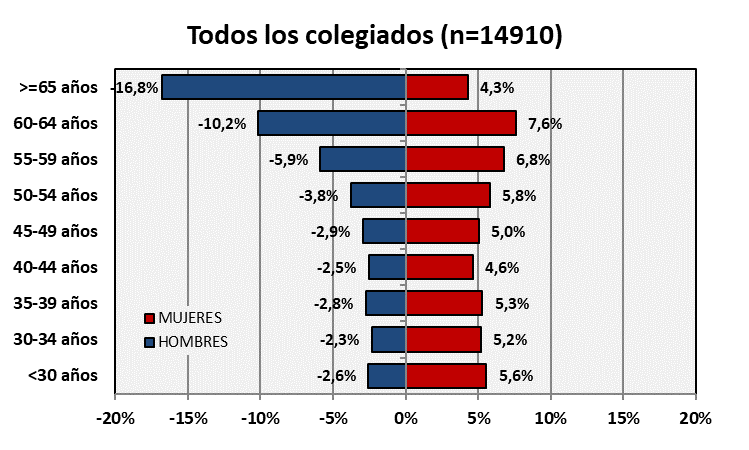 Todos los colegiados (n=14910)
>=65 años -16,8% 4,3%
60-64 años -10,2% 7,6%
55-59 años -5,9% 6,8%
50-54 años -3,8% 5,8%
45-49 años -2,9% 5,0%
40-44 años -2,5% 4,6%
35-39 años -2,8% 5,3%
MUJERES
30-34 años -2,3% 5,2%
HOMBRES
<30 años -2,6% 5,6%
-20% -15% -10% -5% 0% 5% 10% 15% 20%